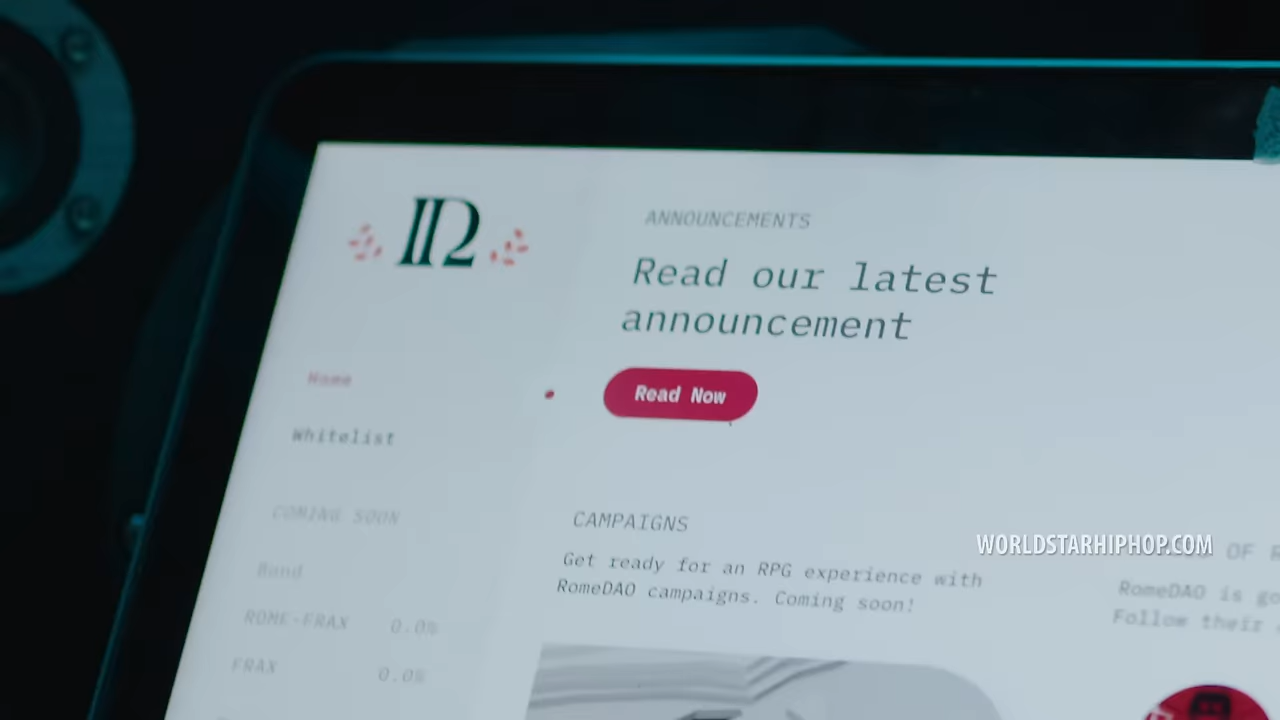 ANNOUNCEMENTS
Read our latest
announcement
Read Now
Home
Whitelist
COMING SOON
Bond
ROME-FRAX 0.0%
FRAX 0.0%
CAMPAIGNS
Get ready for an RPG experience with
RomeDAO campaigns. Coming soon!
WORLDSTARHIPHOP.COM
OF
RomeDAO is
Follow their